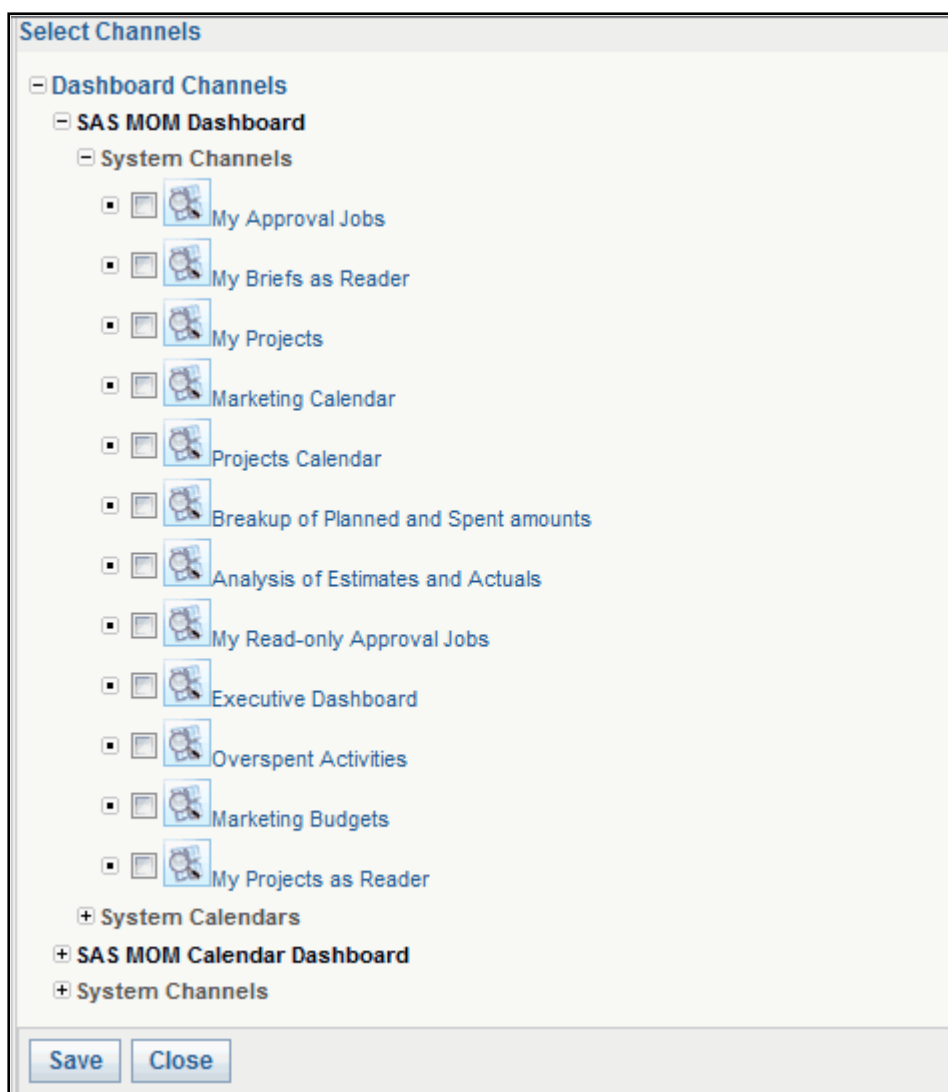 Select Channels
Dashboard Channels
SAS MOM Dashboard
System Channels
My Approval Jobs
My Briefs as Reader
My Projects
Marketing Calendar
Projects Calendar
Breakup of Planned and Spent amounts
Analysis of Estimates and Actuals
My Read-only Approval Jobs
Executive Dashboard
Overspent Activities
Marketing Budgets
My Projects as Reader
System Calendars
SAS MOM Calendar Dashboard
System Channels
Save Close